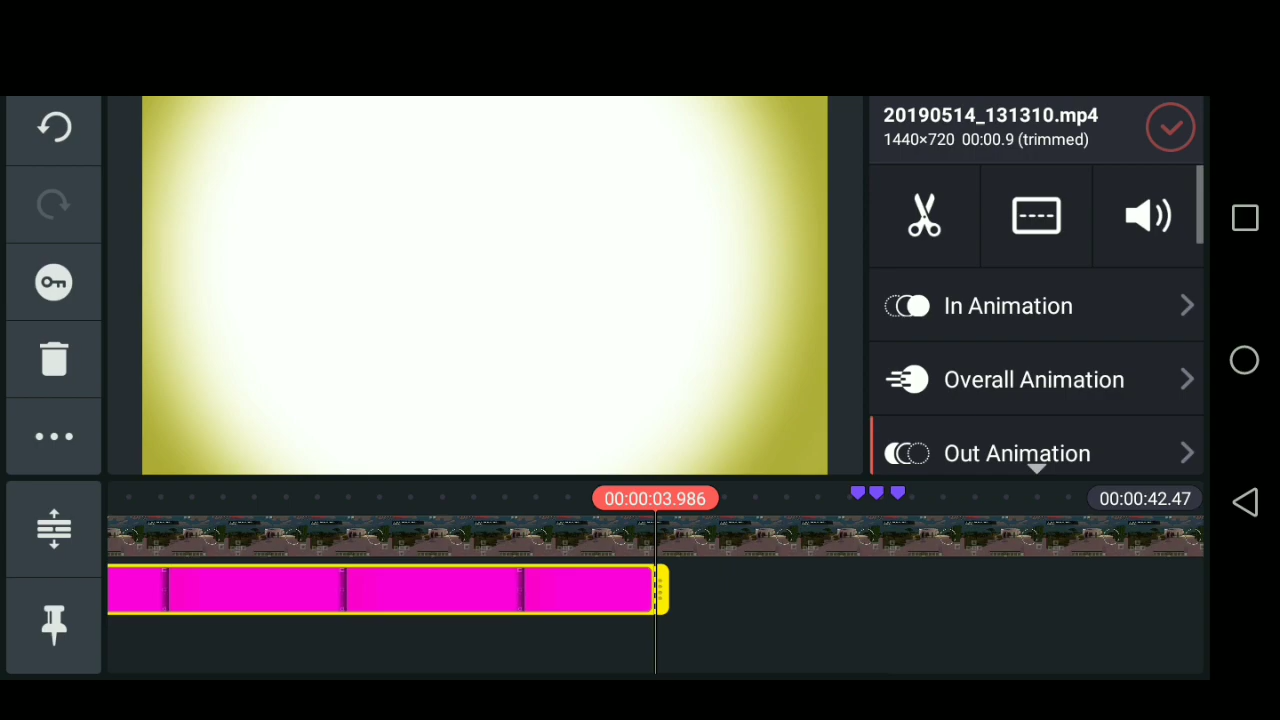 20190514_131310.mp4
1440×720 00:00.9 (trimmed)
In Animation
Overall Animation
Out Animation
00:00:03.986
00:00:42.47